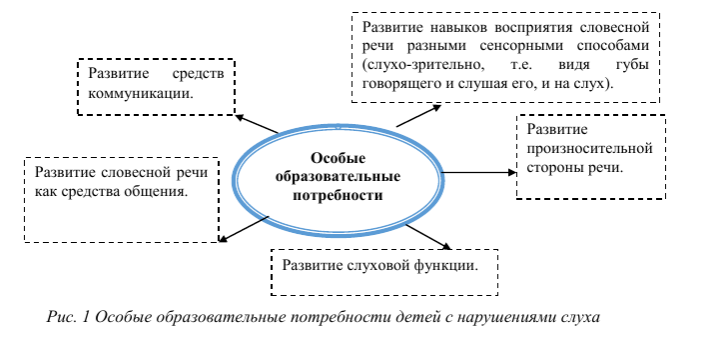 Развитие навыков восприятия словесной
речи разными сенсорными способами
(слухо-зрительно, т.е. видя губы
говорящего и слушая его, и на слух).
Развитие средств
коммуникации.
Развитие
произносительной
стороны речи.
Особые
образовательные
потребности
Развитие словесной речи
как средства общения.
Развитие слуховой функции.
Рис. 1 Особые образовательные потребности детей с нарушениями слуха